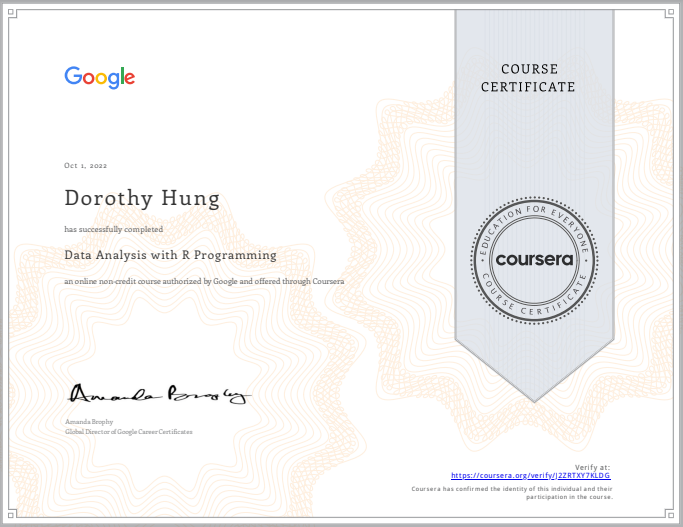 Google
COURSE
CERTIFICATE
Oct 1, 2022
Dorothy Hung
has successfully completed
Data Analysis with R Programming
an online non-credit course authorized by Google and offered through Coursera
EDUCATION FOR EVERYONE
coursera
COURSE CERTIFICATE
Amanda Brophy
Amanda Brophy
Global Director of Google Career Certificates
Verify at:
https://coursera.org/verify/J2ZRTXY7KLDG
Coursera has confirmed the identity of this individual and their
participation in the course.